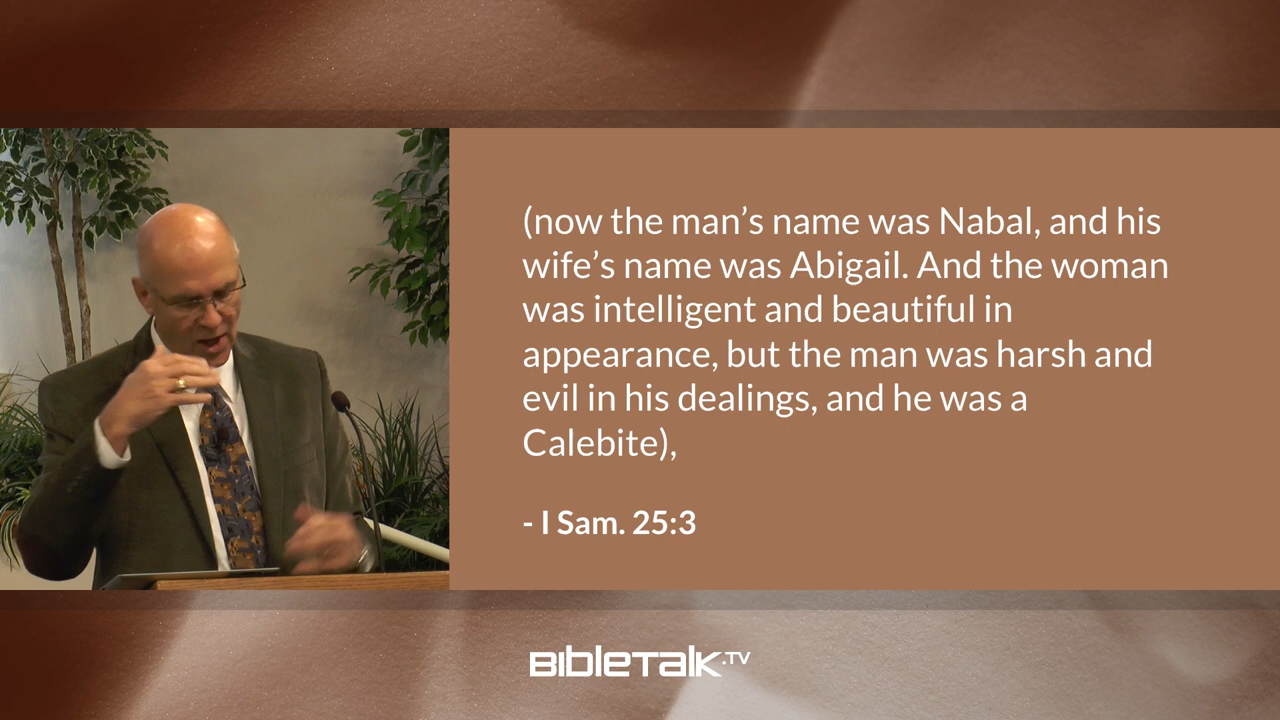 (now the man’s name was Nabal, and his
wife’s name was Abigail. And the woman
was intelligent and beautiful in
appearance, but the man was harsh and
evil in his dealings, and he was a
Calebite),
- I Sam. 25:3
BibleTalk.TV